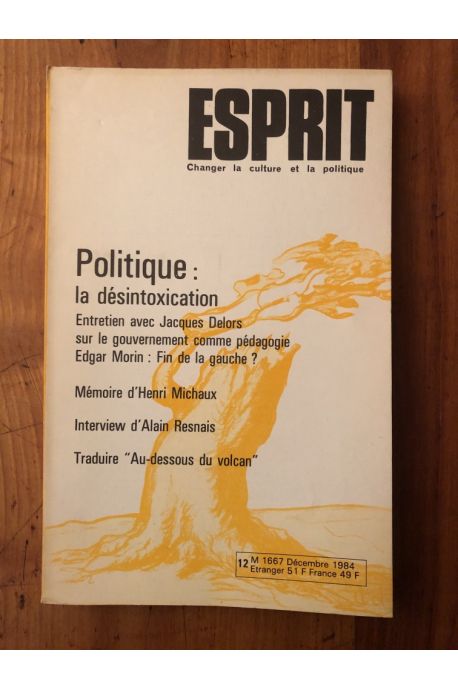 ESPRIT
Changer la culture et la politique
Politique :
la désintoxication
Entretien avec Jacques Delors
sur le gouvernement comme pédagogie
Edgar Morin : Fin de la gauche ?
Mémoire d'Henri Michaux
Interview d'Alain Resnais
Traduire "Au-dessous du volcan"
12 M 1667 Décembre 1984
Etranger 51 F France 49 F